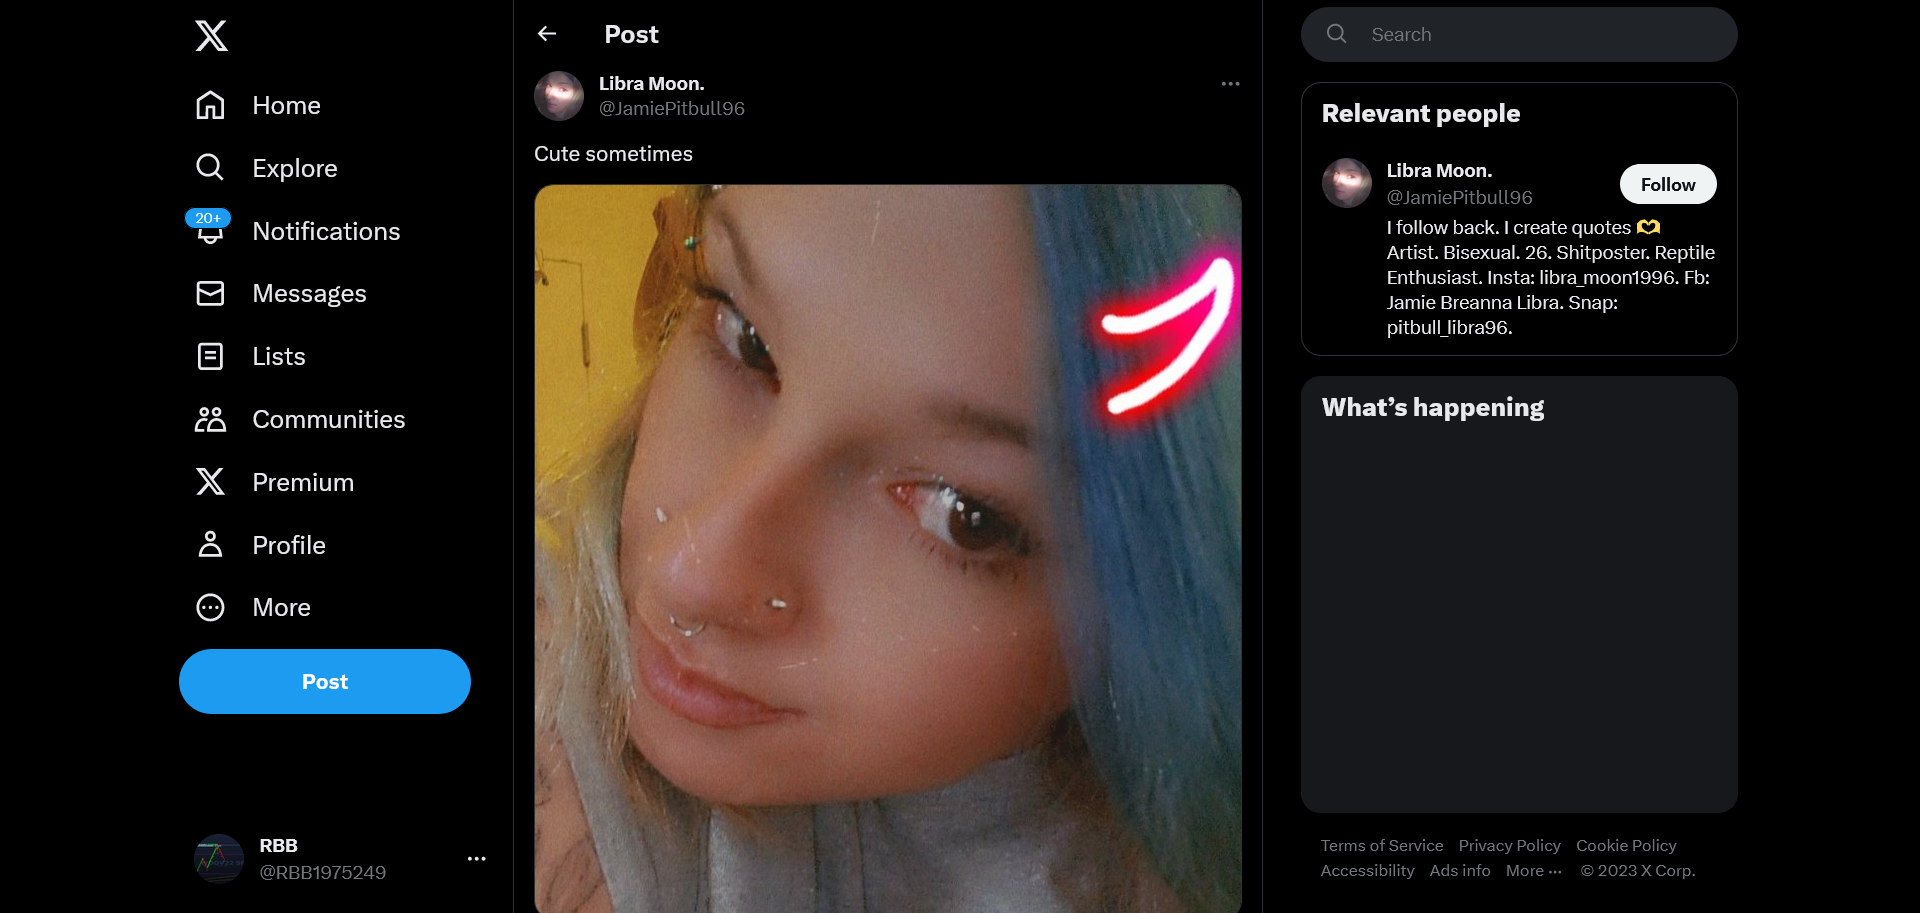 Home
Explore
20+
Notifications
Messages
Lists
Communities
Premium
Profile
More
Post
RBB
@RBB1975249
Post
Libra Moon.
@JamiePitbull96
Cute sometimes
Search
Relevant people
Libra Moon.
@JamiePitbull96
Follow
I follow back. I create quotes 🫶
Artist. Bisexual. 26. Shitposter. Reptile
Enthusiast. Insta: libra_moon1996. Fb:
Jamie Breanna Libra. Snap:
pitbull_libra96.
What's happening
Terms of Service Privacy Policy Cookie Policy
Accessibility Ads info More ··· © 2023 X Corp.